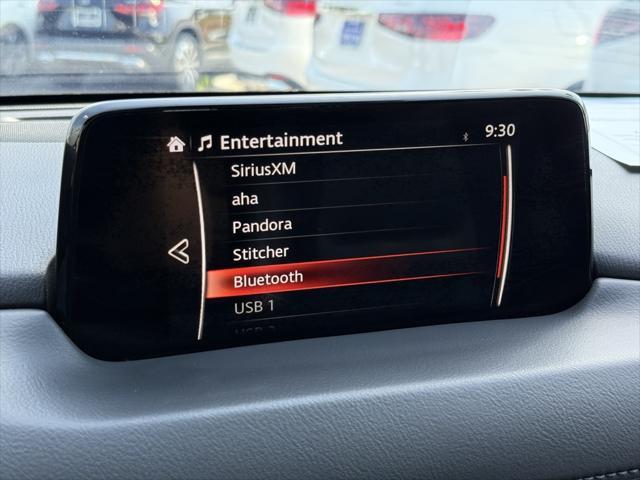 Entertainment 9:30
SiriusXM
aha
Pandora
Stitcher
Bluetooth
USB 1